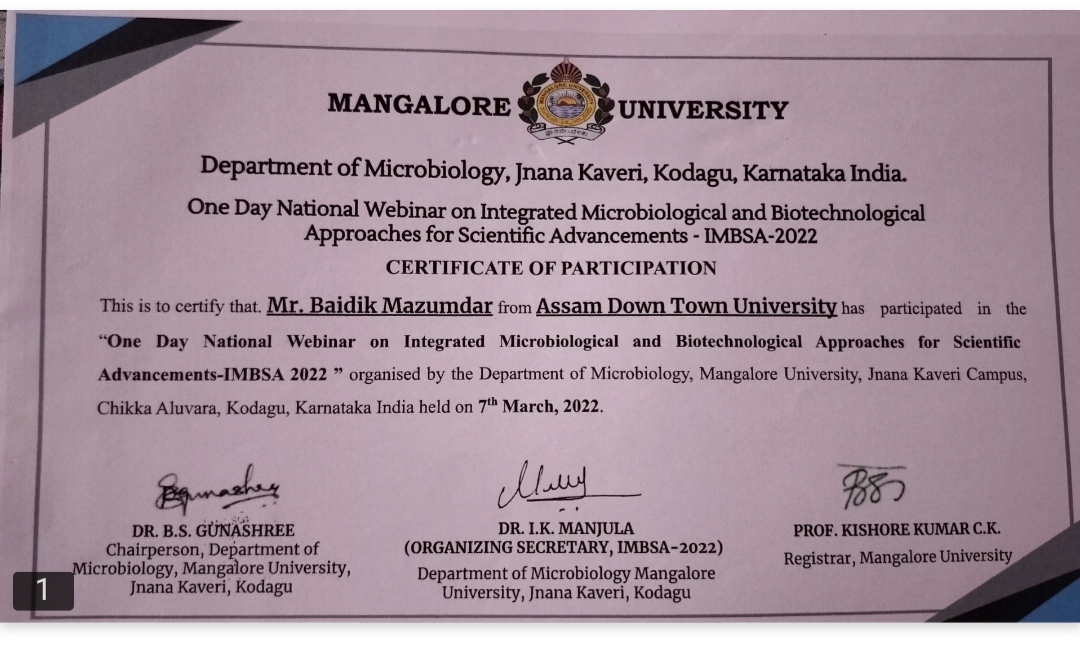 MANGALORE UNIVERSITY
MANGALORE UNIVERSITY
Department of Microbiology, Jnana Kaveri, Kodagu, Karnataka India.
One Day National Webinar on Integrated Microbiological and Biotechnological
Approaches for Scientific Advancements - IMBSA-2022
CERTIFICATE OF PARTICIPATION
This is to certify that. Mr. Baidik Mazumdar from Assam Down Town University has participated in the
“One Day National Webinar on Integrated Microbiological and Biotechnological Approaches for Scientific
Advancements-IMBSA 2022 ” organised by the Department of Microbiology, Mangalore University, Jnana Kaveri Campus,
Chikka Aluvara, Kodagu, Karnataka India held on 7th March, 2022.
DR. B.S. GUNASHREE
Chairperson, Department of
Microbiology, Mangalore University,
Jnana Kaveri, Kodagu
DR. I.K. MANJULA
(ORGANIZING SECRETARY, IMBSA-2022)
Department of Microbiology Mangalore
University, Jnana Kaveri, Kodagu
PROF. KISHORE KUMAR C.K.
Registrar, Mangalore University
1